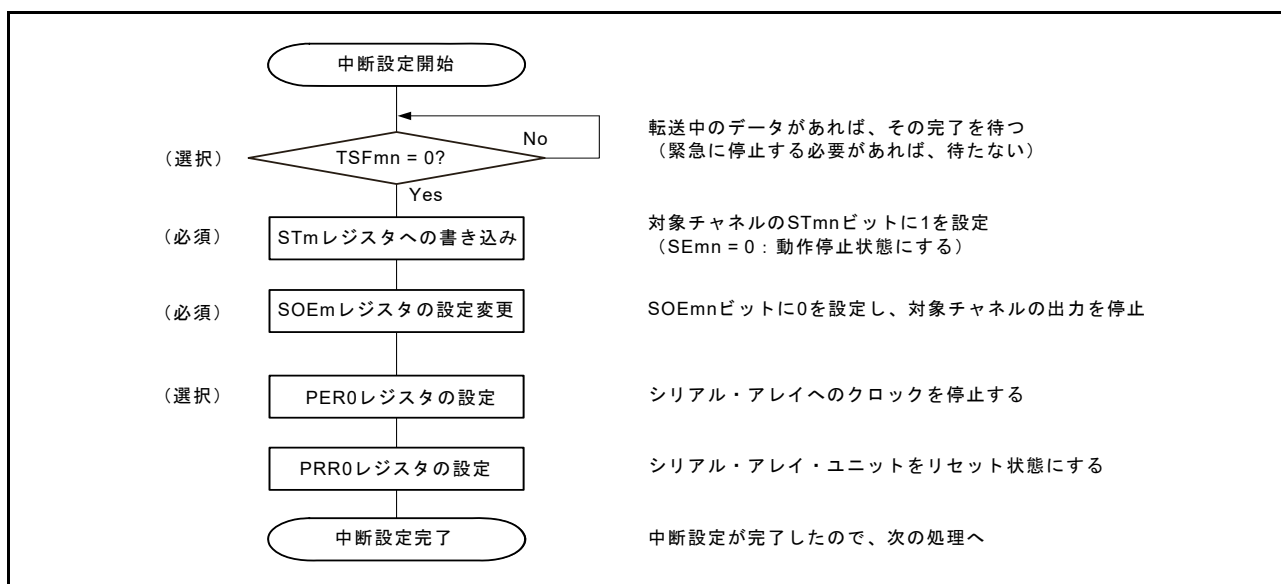 中断設定開始
No
転送中のデータがあれば、その完了を待つ
（緊急に停止する必要があれば、待たない）
（選択）
TSFmn = 0?
Yes
（必須）
STmレジスタへの書き込み
対象チャネルのSTmnビットに1を設定
（SEmn = 0：動作停止状態にする）
（必須）
SOEmレジスタの設定変更
SOEmnビットに0を設定し、対象チャネルの出力を停止
（選択）
PER0レジスタの設定
シリアル・アレイへのクロックを停止する
PRR0レジスタの設定
シリアル・アレイ・ユニットをリセット状態にする
中断設定完了
中断設定が完了したので、次の処理へ